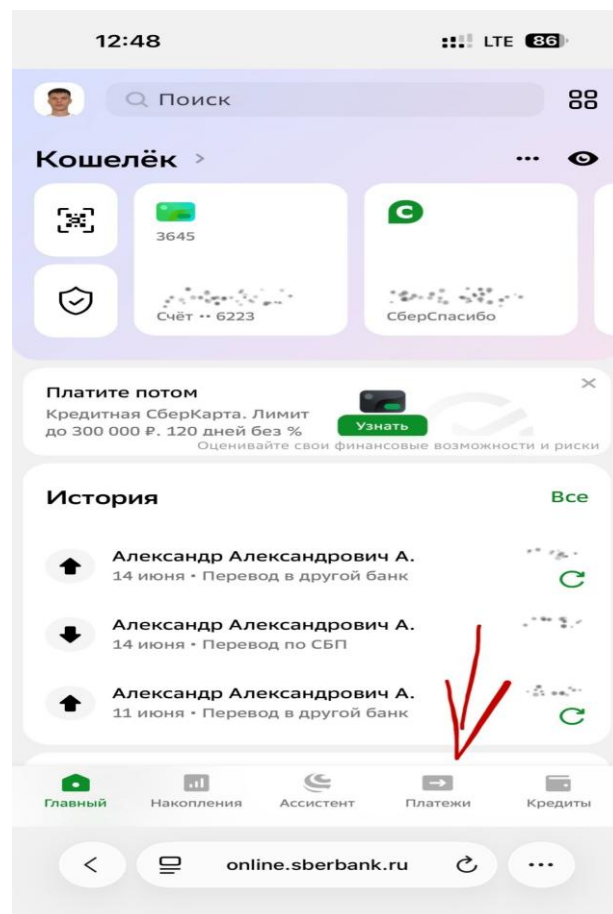 12:48 LTE 86
Поиск
Кошелёк >
3645
Счёт •• 6223
СберСпасибо
Платите потом
Кредитная СберКарта. Лимит
до 300 000 ₽. 120 дней без %
Узнать
Оценивайте свои финансовые возможности и риски
История Все
Александр Александрович А.
14 июня • Перевод в другой банк
Александр Александрович А.
14 июня • Перевод по СБП
Александр Александрович А.
11 июня • Перевод в другой банк
Главный Накопления Ассистент Платежи Кредиты
online.sberbank.ru